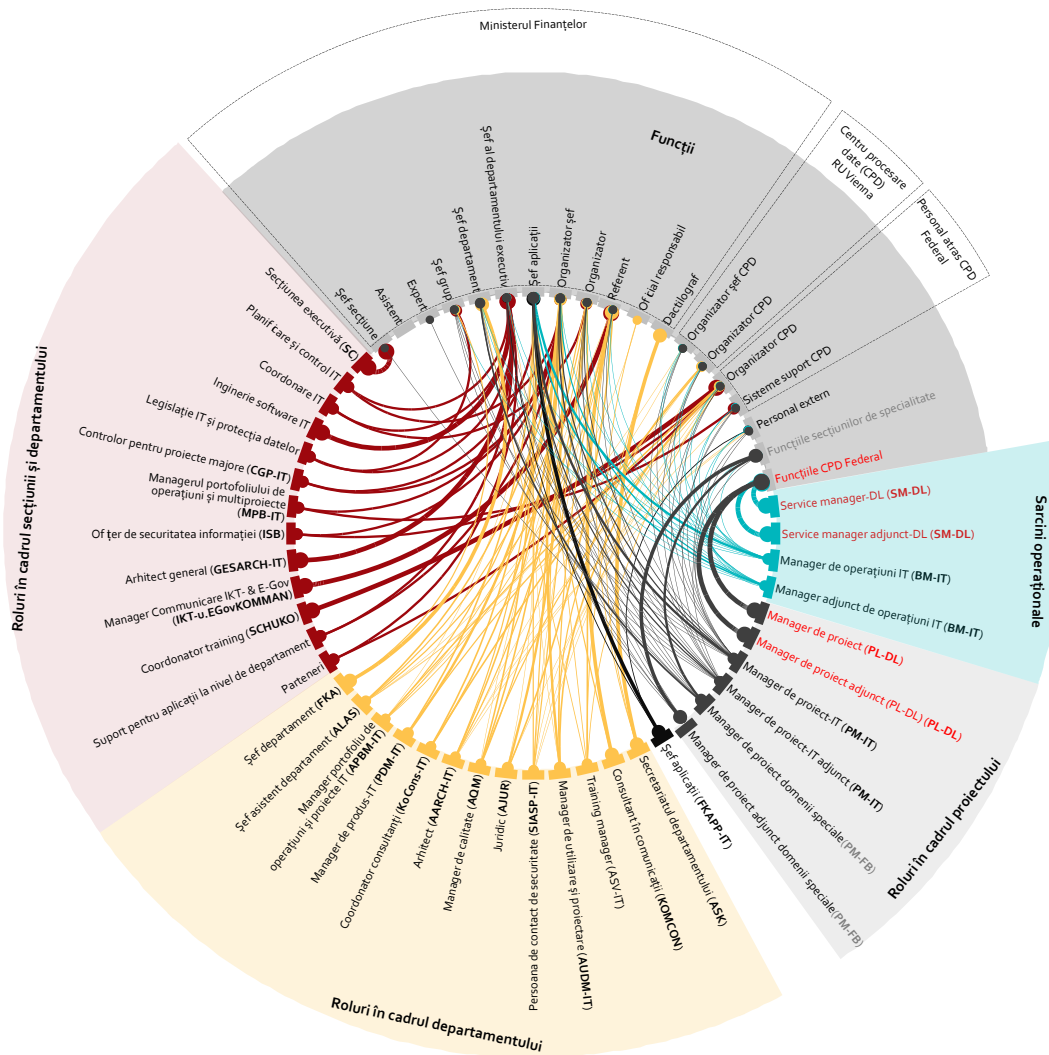 Ministerul Finanțelor
Centru procesare
date (CPD)
RU Vienna
Personal atras CPD
Federal
Funcții
Șef secțiune
Asistent
Expert
Șef grup
Șef departament
Șef al departamentului executiv
Șef aplicații
Organizator șef
Organizator
Referent
Of cial responsabil
Dactilograf
Organizator șef CPD
Organizator CPD
Organizator CPD
Sisteme suport CPD
Personal extern
Funcțiile secțiunilor de specialitate
Funcțiile CPD Federal
Sarcini operaționale
Service manager-DL (SM-DL)
Service manager adjunct-DL (SM-DL)
Manager de operațiuni IT (BM-IT)
Manager adjunct de operațiuni IT (BM-IT)
Roluri în cadrul proiectului
Manager de proiect (PL-DL)
Manager de proiect adjunct (PL-DL) (PL-DL)
Manager de proiect-IT (PM-IT)
Manager de proiect-IT adjunct (PM-IT)
Manager de proiect domenii speciale(PM-FB)
Manager de proiect adjunct domenii speciale(PM-FB)
Șef aplicații (FKAPP-IT)
Roluri în cadrul departamentului
Secretariatul departamentului (ASK)
Consultant în comunicații (KOMCON)
Training manager (ASV-IT)
Manager de utilizare și proiectare (AUDM-IT)
Persoana de contact de securitate (SIASP-IT)
Juridic (AJUR)
Manager de calitate (AQM)
Arhitect (AARCH-IT)
Coordonator consultanți (KoCons-IT)
Manager de produs-IT (PDM-IT)
Manager portofoliu de
operațiuni și proiecte IT (APBM-IT)
Șef asistent departament (ALAS)
Șef departament (FKA)
Roluri în cadrul secțiunii și departamentului
Parteneri
Suport pentru aplicații la nivel de departament
Coordonator training (SCHUKO)
Manager Communicare IKT- & E-Gov
(IKT-u.EGovKOMMAN)
Arhitect general (GESARCH-IT)
Of țer de securitatea informației (ISB)
Managerul portofoliului de
operațiuni și multiproiecte
(MPB-IT)
Controlor pentru proiecte majore (CGP-IT)
Legislație IT și protecția datelor
Inginerie software IT
Coordonare IT
Planif care și control IT
Secțiunea executivă (SC)